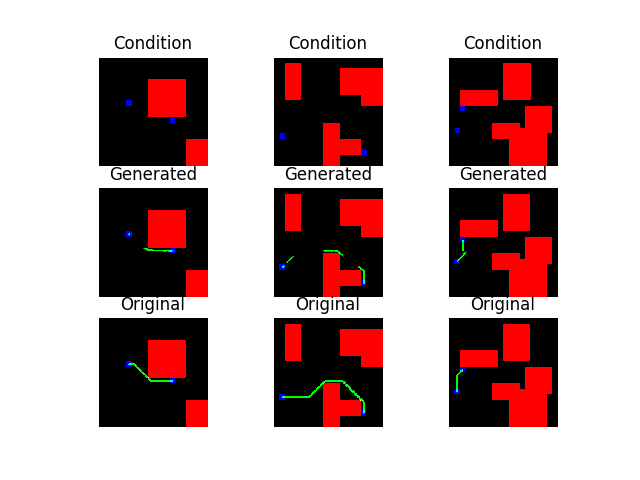 Condition Condition Condition
Generated Generated Generated
Original Original Original